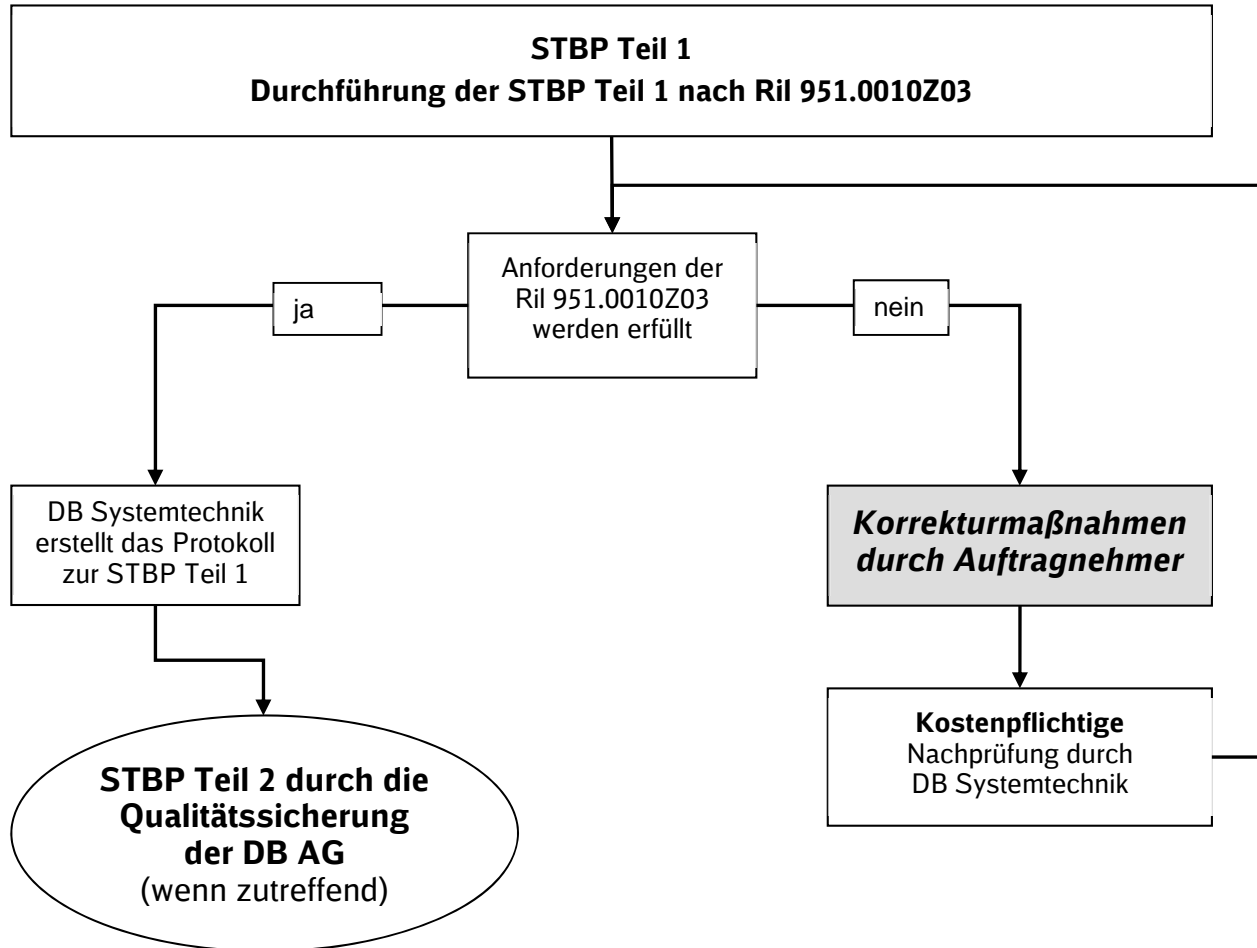 STBP Teil 1
Durchführung der STBP Teil 1 nach Ril 951.0010Z03
Anforderungen der
Ril 951.0010Z03
werden erfüllt
ja
nein
DB Systemtechnik
erstellt das Protokoll
zur STBP Teil 1
Korrekturmaßnahmen
durch Auftragnehmer
Kostenpflichtige
Nachprüfung durch
DB Systemtechnik
STBP Teil 2 durch die
Qualitätssicherung
der DB AG
(wenn zutreffend)